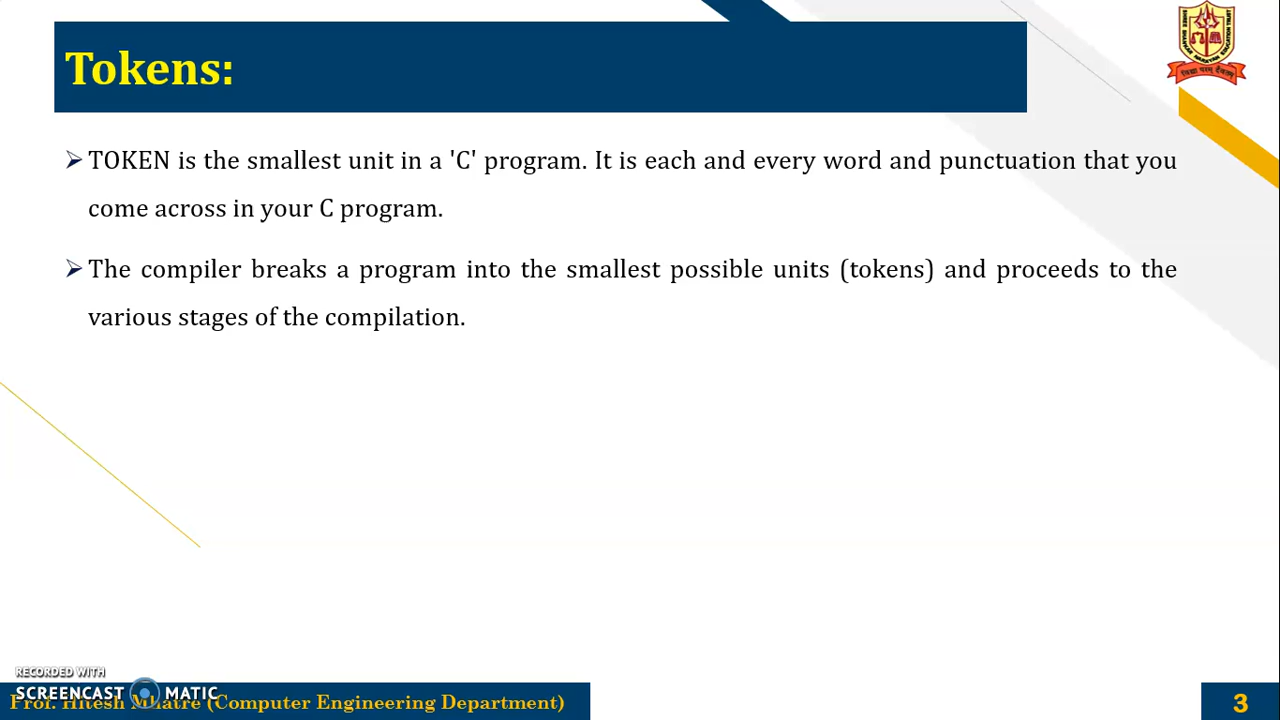 Tokens:
TOKEN is the smallest unit in a 'C' program. It is each and every word and punctuation that you
come across in your C program.
The compiler breaks a program into the smallest possible units (tokens) and proceeds to the
various stages of the compilation.
RECORDED WITH
SCREENCAST MATIC
Prof. Hitesh Mhatre (Computer Engineering Department)
3